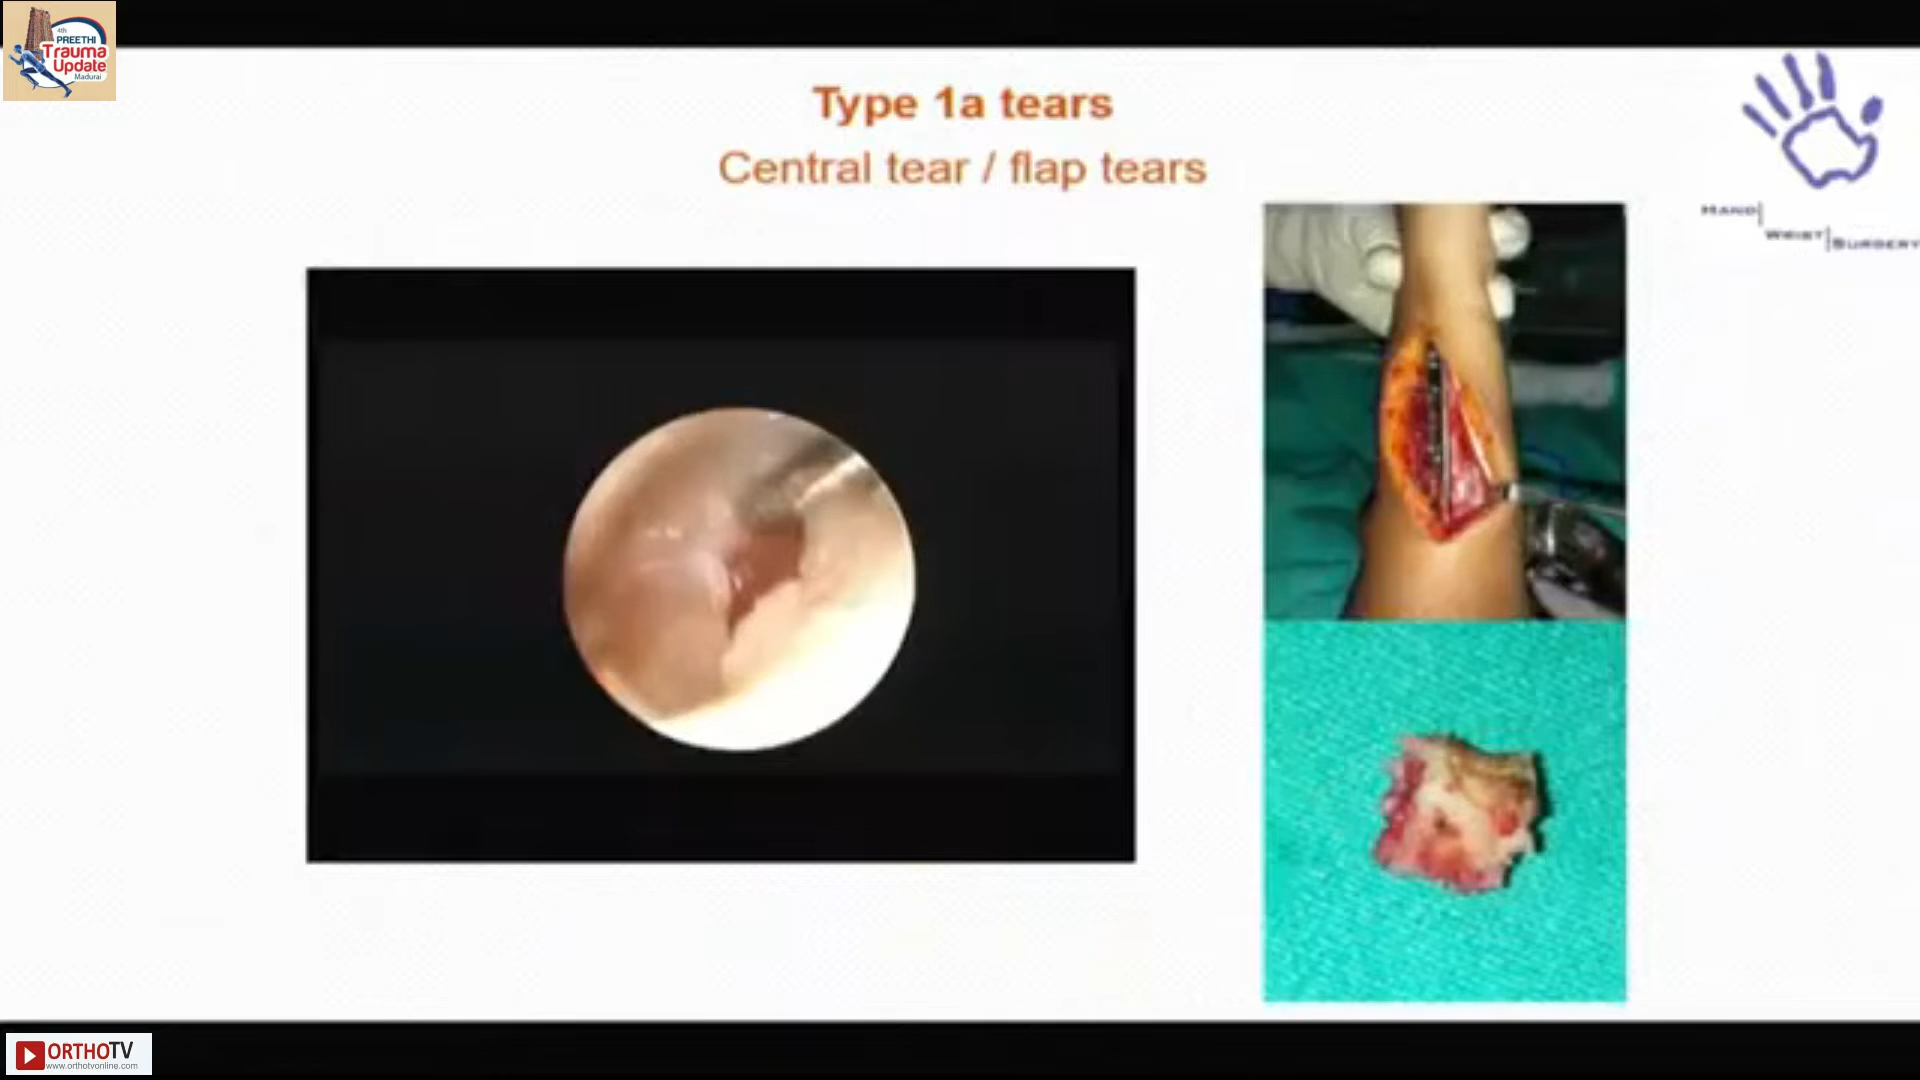 4th
PREETHI
Trauma
Update
Madurai
Type 1a tears
Central tear / flap tears
HAND
WRIST
SURGERY
ORTHOTV
www.orthotvonline.com